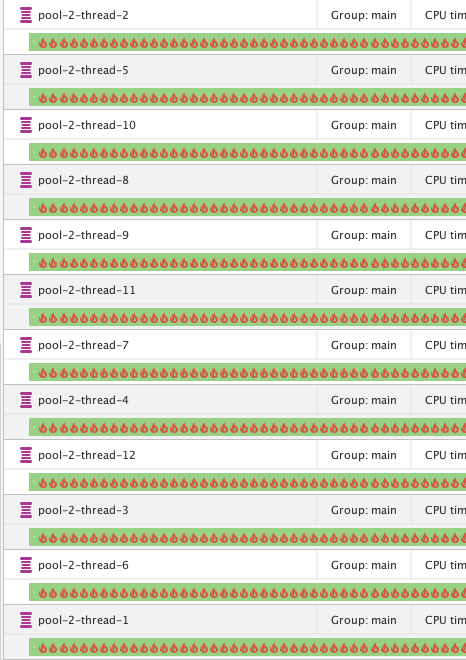 pool-2-thread-2 Group: main CPU tim
pool-2-thread-5 Group: main CPU tim
pool-2-thread-10 Group: main CPU tim
pool-2-thread-8 Group: main CPU tim
pool-2-thread-9 Group: main CPU tim
pool-2-thread-11 Group: main CPU tim
pool-2-thread-7 Group: main CPU tim
pool-2-thread-4 Group: main CPU tim
pool-2-thread-12 Group: main CPU tim
pool-2-thread-3 Group: main CPU tim
pool-2-thread-6 Group: main CPU tim
pool-2-thread-1 Group: main CPU tim